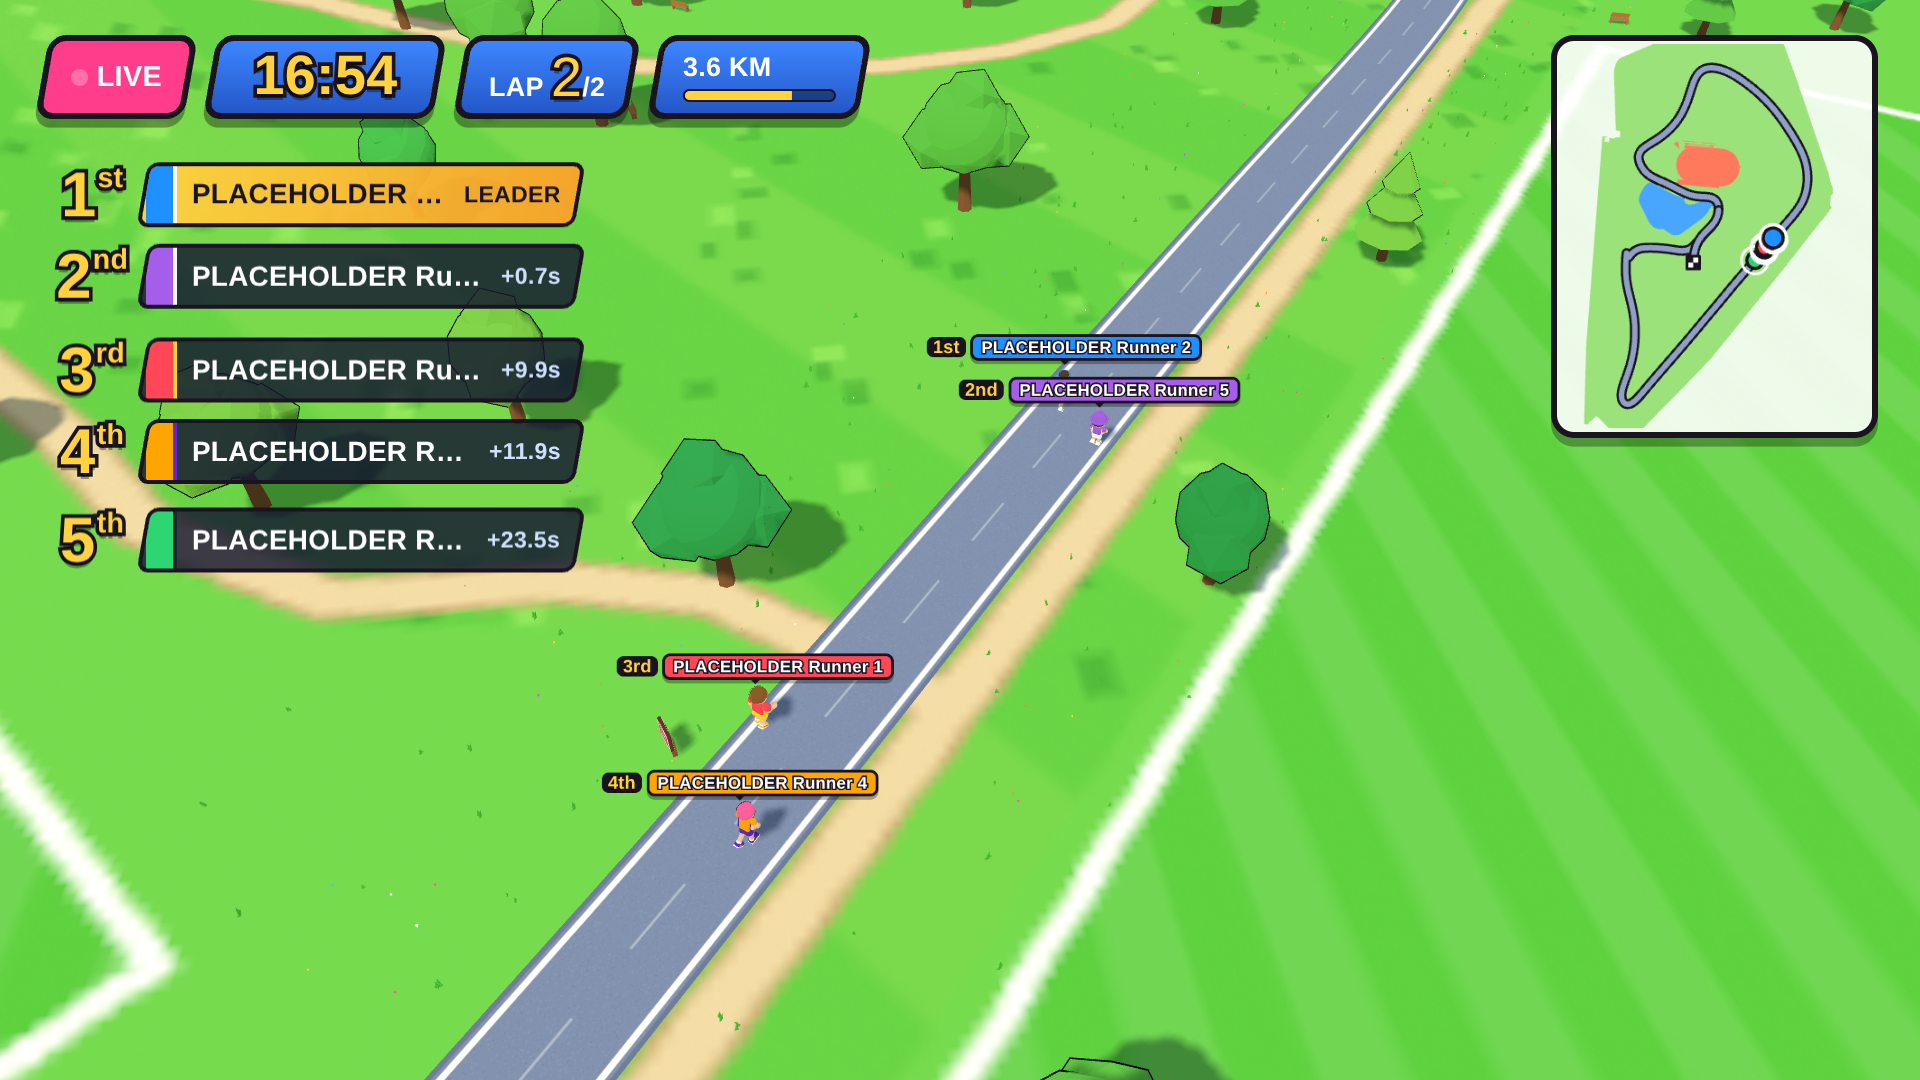 LIVE
16:54
LAP 2/2
3.6 KM
1st PLACEHOLDER ... LEADER
2nd PLACEHOLDER Ru... +0.7s
3rd PLACEHOLDER Ru... +9.9s
4th PLACEHOLDER R... +11.9s
5th PLACEHOLDER R... +23.5s
1st PLACEHOLDER Runner 2
2nd PLACEHOLDER Runner 5
3rd PLACEHOLDER Runner 1
4th PLACEHOLDER Runner 4